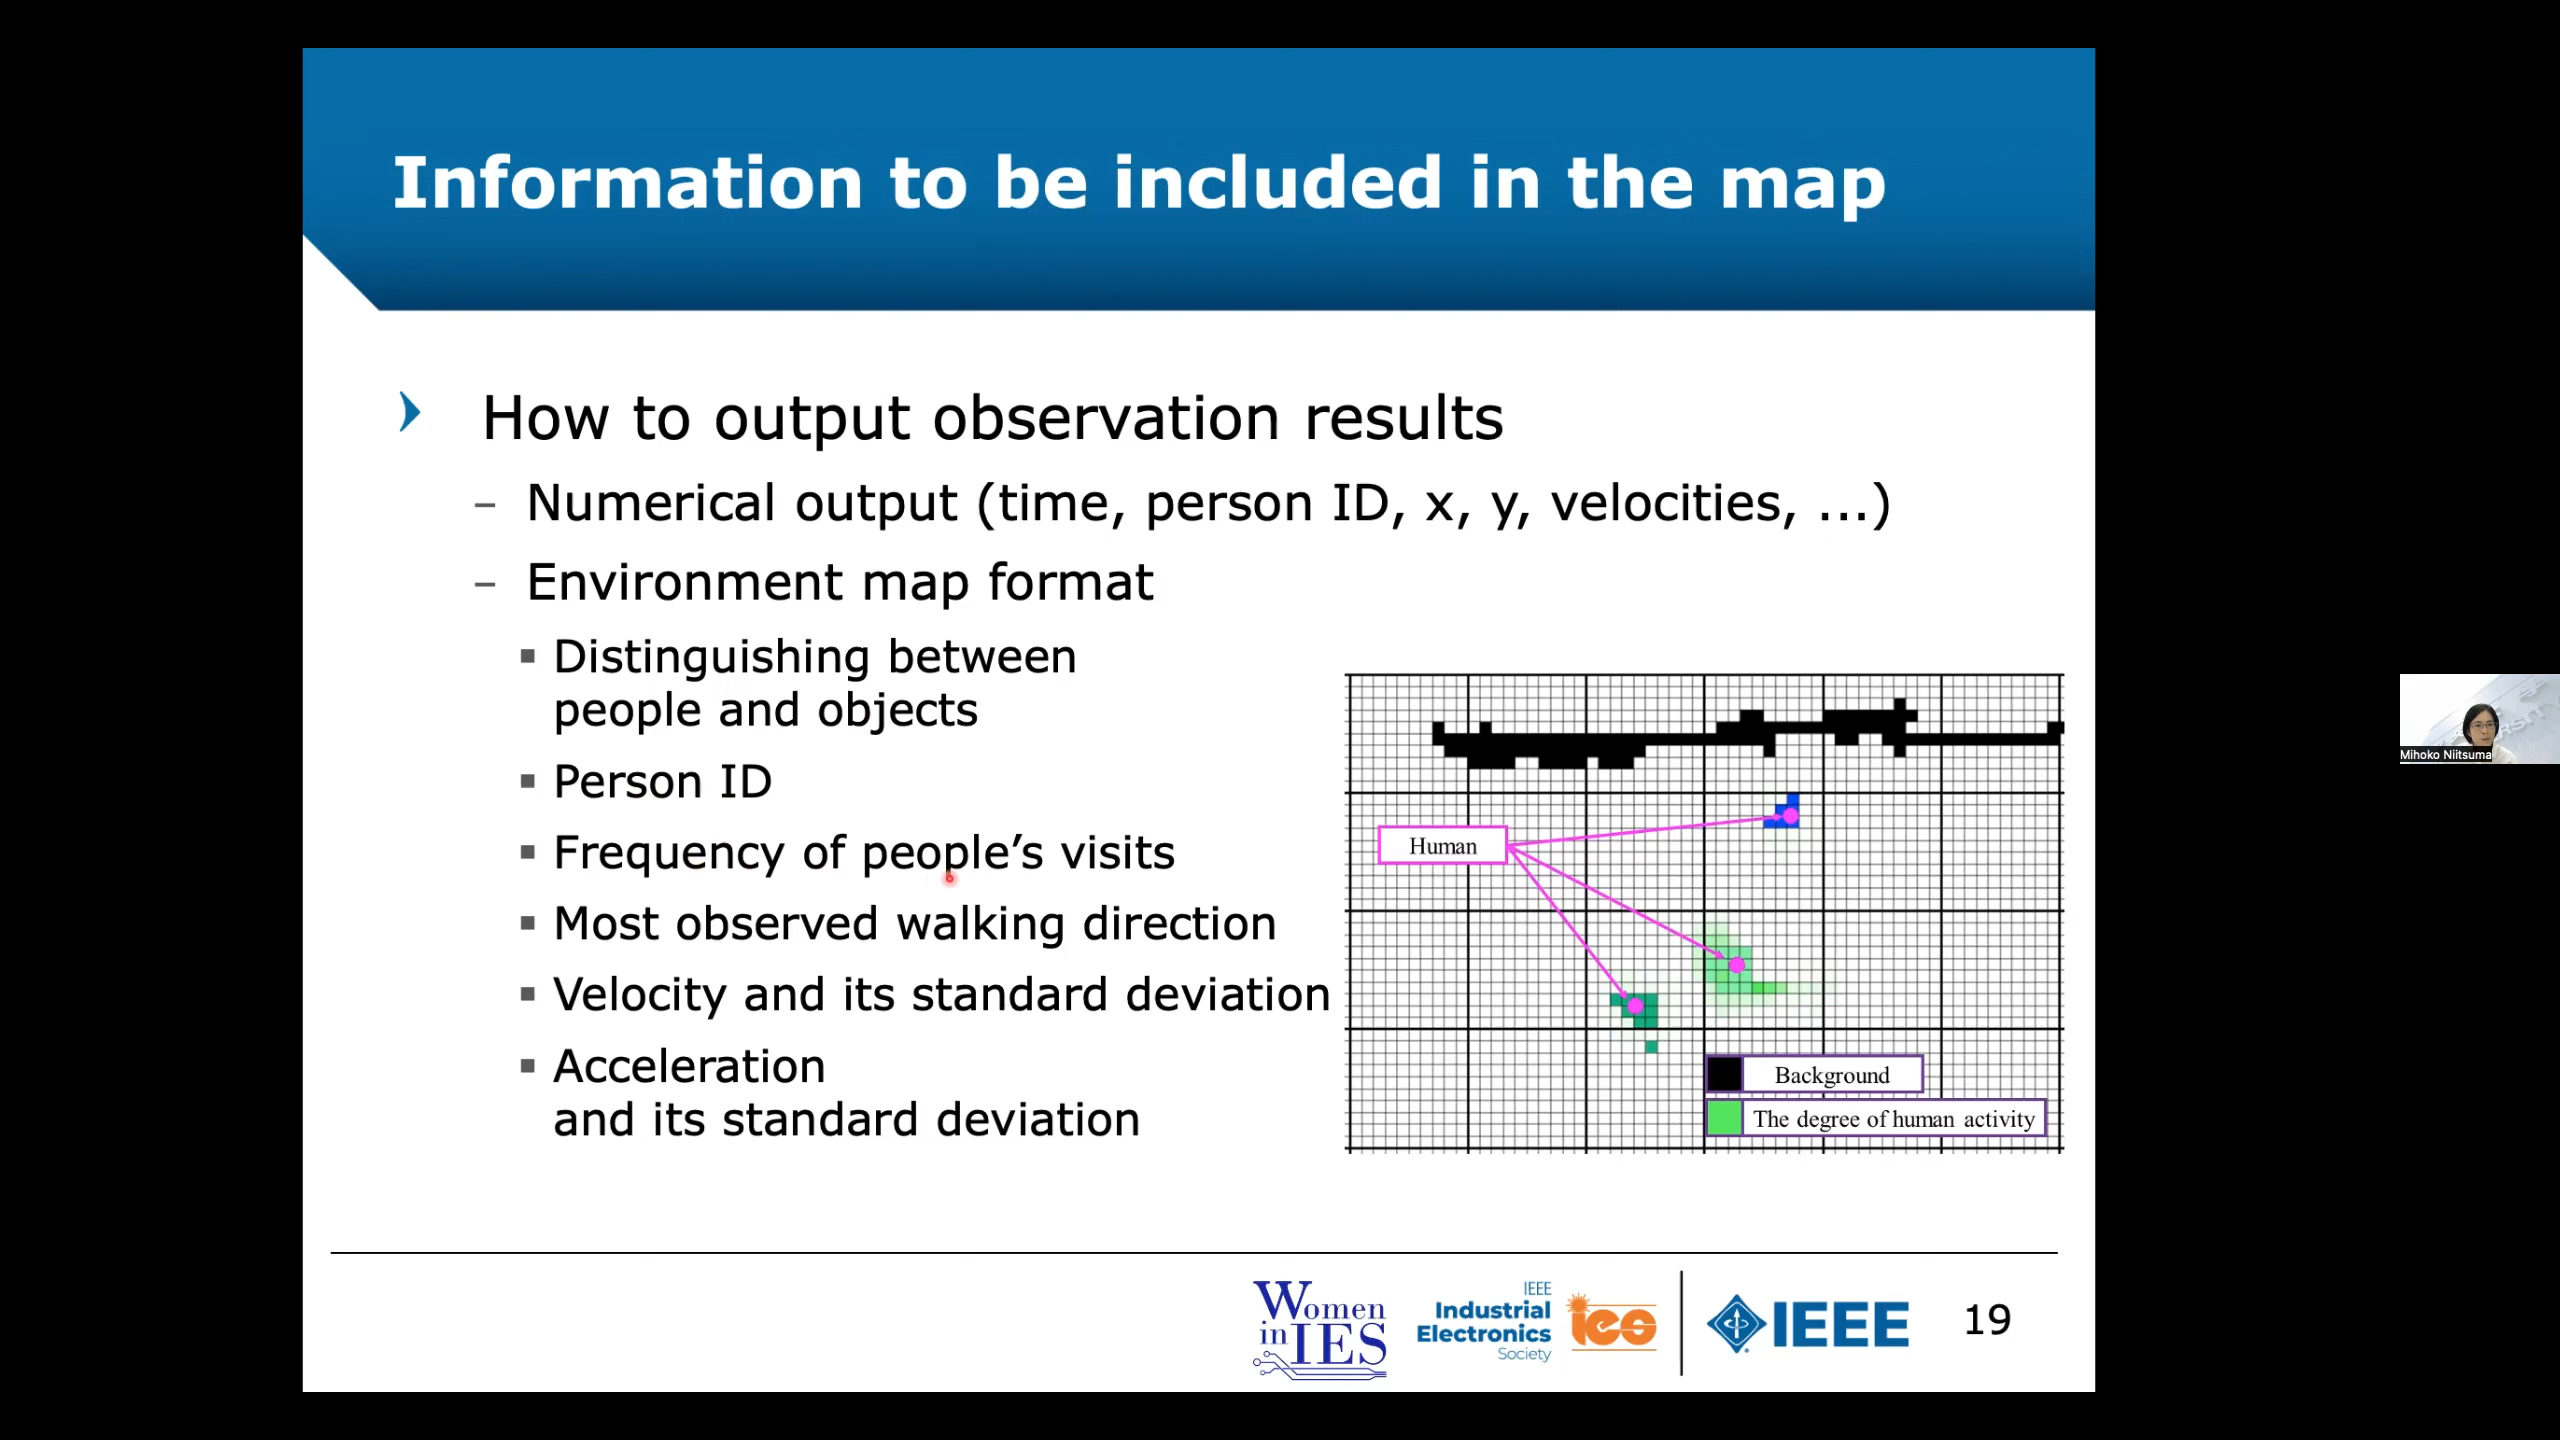 Information to be included in the map
How to output observation results
– Numerical output (time, person ID, x, y, velocities, ...)
– Environment map format
▪ Distinguishing between
people and objects
▪ Person ID
▪ Frequency of people’s visits
▪ Most observed walking direction
▪ Velocity and its standard deviation
▪ Acceleration
and its standard deviation
Human
Background
The degree of human activity
Women
in IES
IEEE
Industrial
Electronics
Society
ies
IEEE
19
Mihoko Niitsuma